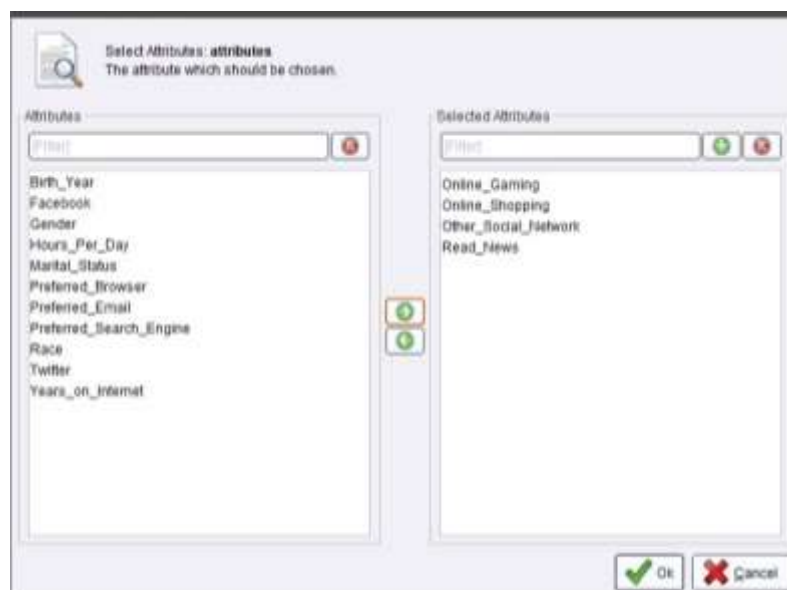 Select Attributes: attributes
The attribute which should be chosen.
Attributes
Selected Attributes
[Filter]
[Filter]
Birth_Year
Facebook
Gender
Hours_Per_Day
Marital_Status
Preferred_Browser
Preferred_Email
Preferred_Search_Engine
Race
Twitter
Years_on_Internet
Online_Gaming
Online_Shopping
Other_Social_Network
Read_News
Ok
Cancel